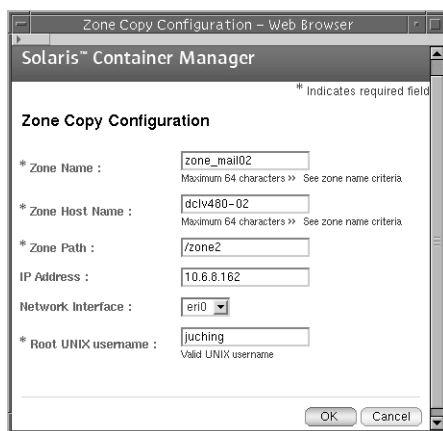 Zone Copy Configuration – Web Browser
Solaris™ Container Manager
* Indicates required field
Zone Copy Configuration
* Zone Name : zone_mail02
Maximum 64 characters >> See zone name criteria
* Zone Host Name : dclv480-02
Maximum 64 characters >> See zone name criteria
* Zone Path : /zone2
IP Address : 10.6.8.162
Network Interface : eri0
* Root UNIX username : juching
Valid UNIX username
OK Cancel